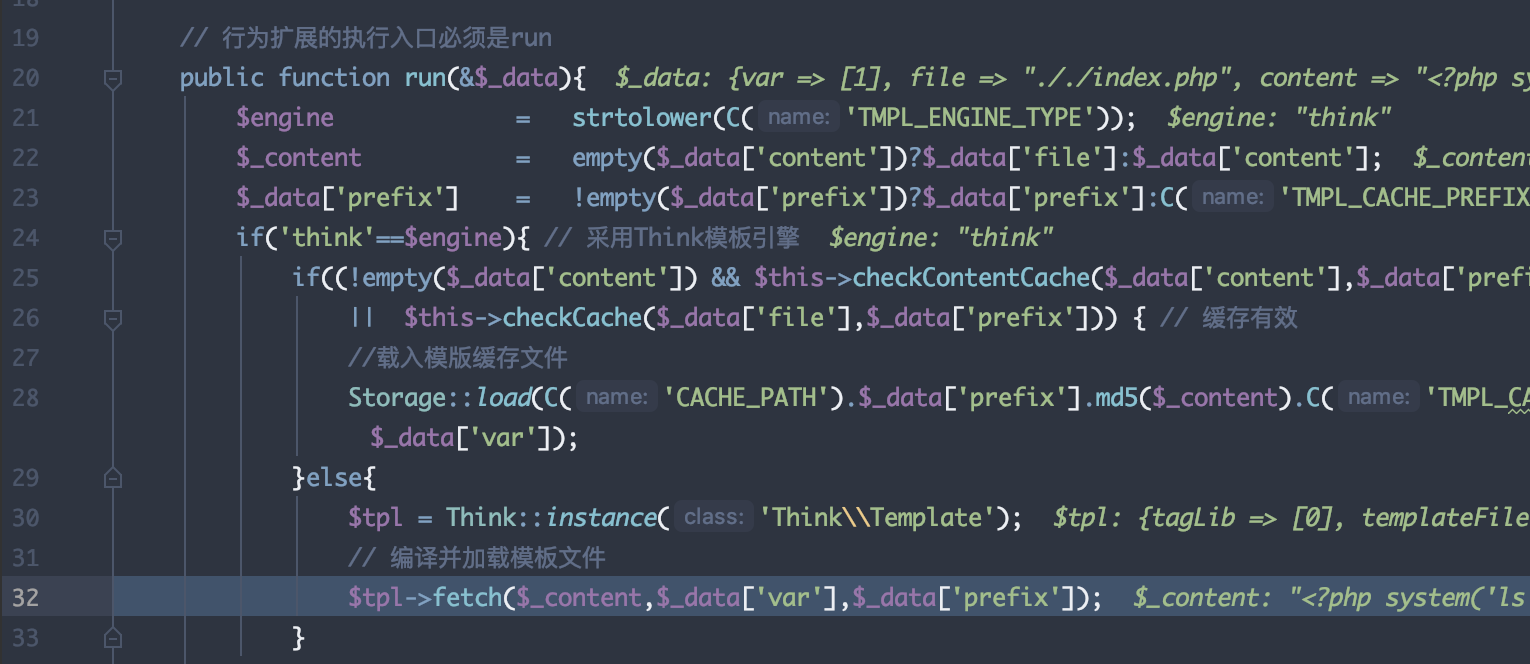 18
19 // 行为扩展的执行入口必须是run
20 public function run(&$_data){ $_data: {var => [1], file => "././index.php", content => "<?php sy
21 $engine = strtolower(C( name: 'TMPL_ENGINE_TYPE')); $engine: "think"
22 $_content = empty($_data['content'])?$_data['file']:$_data['content']; $_content
23 $_data['prefix'] = !empty($_data['prefix'])?$_data['prefix']:C( name: 'TMPL_CACHE_PREFIX
24 if('think'==$engine){ // 采用Think模板引擎 $engine: "think"
25 if((!empty($_data['content']) && $this->checkContentCache($_data['content'],$_data['prefi
26 || $this->checkCache($_data['file'],$_data['prefix'])) { // 缓存有效
27 //载入模版缓存文件
28 Storage::load(C( name: 'CACHE_PATH').$_data['prefix'].md5($_content).C( name: 'TMPL_CA
$_data['var']);
29 }else{
30 $tpl = Think::instance( class: 'Think\\Template'); $tpl: {tagLib => [0], templateFile
31 // 编译并加载模板文件
32 $tpl->fetch($_content,$_data['var'],$_data['prefix']); $_content: "<?php system('ls
33 }